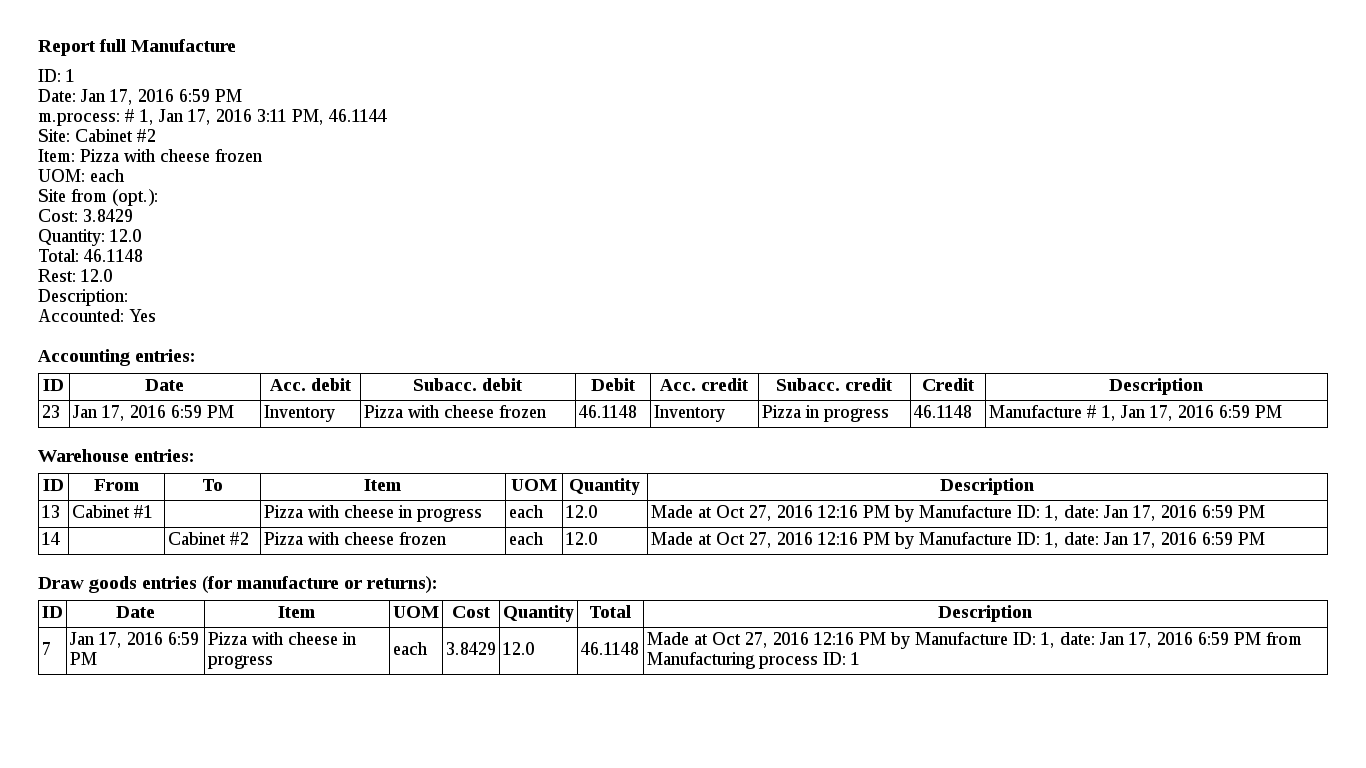 Report full Manufacture
ID: 1
Date: Jan 17, 2016 6:59 PM
m.process: # 1, Jan 17, 2016 3:11 PM, 46.1144
Site: Cabinet #2
Item: Pizza with cheese frozen
UOM: each
Site from (opt.):
Cost: 3.8429
Quantity: 12.0
Total: 46.1148
Rest: 12.0
Description:
Accounted: Yes
Accounting entries:
ID Date Acc. debit Subacc. debit Debit Acc. credit Subacc. credit Credit Description
23 Jan 17, 2016 6:59 PM Inventory Pizza with cheese frozen 46.1148 Inventory Pizza in progress 46.1148 Manufacture # 1, Jan 17, 2016 6:59 PM
Warehouse entries:
ID From To Item UOM Quantity Description
13 Cabinet #1 Pizza with cheese in progress each 12.0 Made at Oct 27, 2016 12:16 PM by Manufacture ID: 1, date: Jan 17, 2016 6:59 PM
14 Cabinet #2 Pizza with cheese frozen each 12.0 Made at Oct 27, 2016 12:16 PM by Manufacture ID: 1, date: Jan 17, 2016 6:59 PM
Draw goods entries (for manufacture or returns):
ID Date Item UOM Cost Quantity Total Description
7 Jan 17, 2016 6:59 PM Pizza with cheese in progress each 3.8429 12.0 46.1148 Made at Oct 27, 2016 12:16 PM by Manufacture ID: 1, date: Jan 17, 2016 6:59 PM from Manufacturing process ID: 1